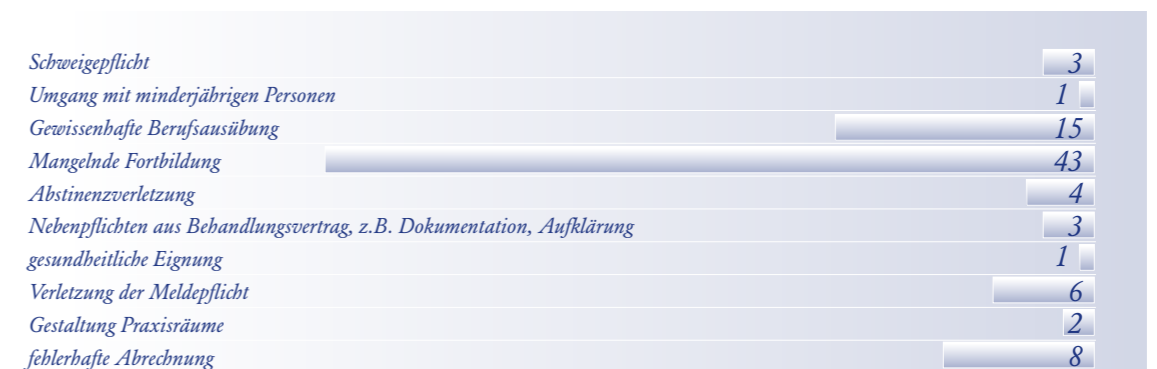 Schweigepflicht 3
Umgang mit minderjährigen Personen 1
Gewissenhafte Berufsausübung 15
Mangelnde Fortbildung 43
Abstinenzverletzung 4
Nebenpflichten aus Behandlungsvertrag, z.B. Dokumentation, Aufklärung 3
gesundheitliche Eignung 1
Verletzung der Meldepflicht 6
Gestaltung Praxisräume 2
fehlerhafte Abrechnung 8